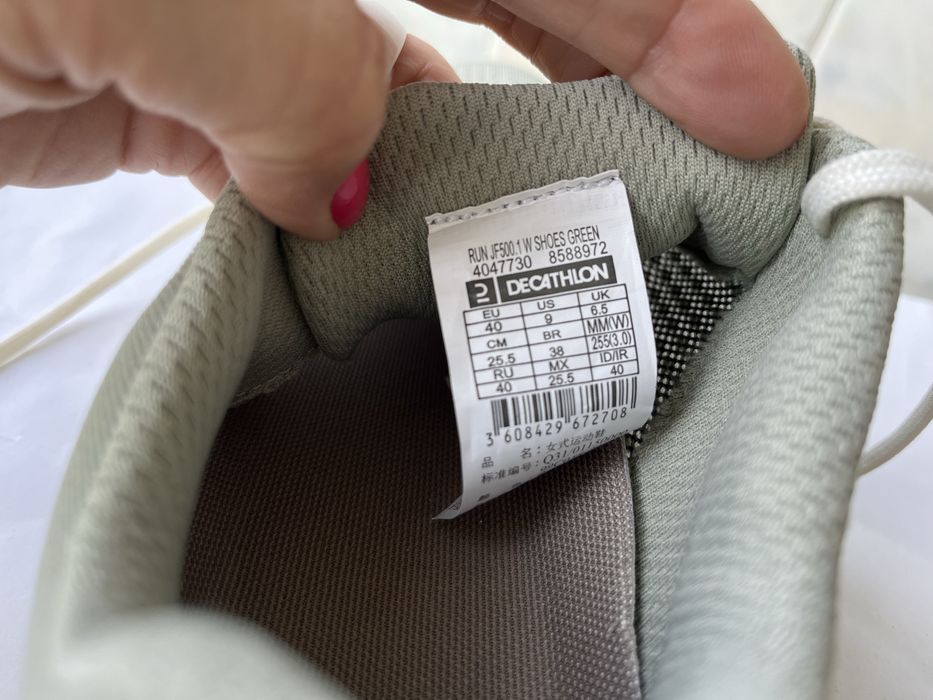 RUN JF500.1 W SHOES GREEN
4047730 8588972
DECATHLON
EU US UK
40 9 6.5
CM BR MM(W)
25.5 38 255(3.0)
RU MX ID/IR
40 25.5 40
3 608429 672708
品 名：女式运动鞋
标准编号：